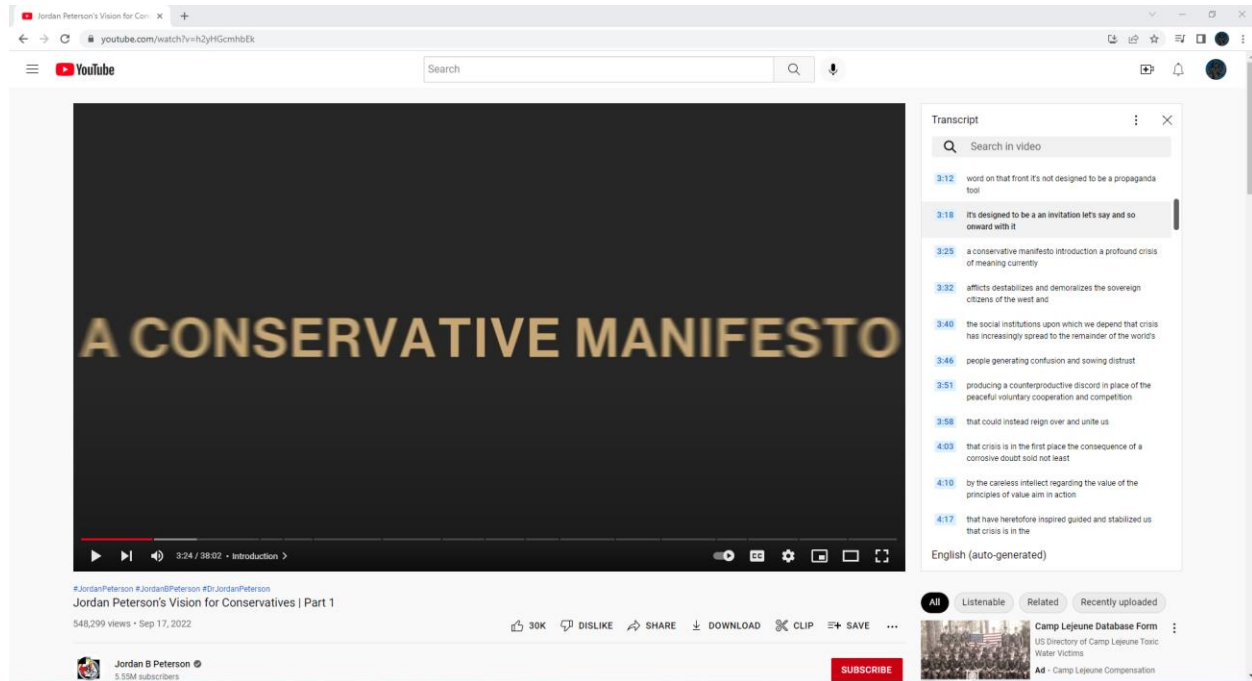 Jordan Peterson's Vision for Con
youtube.com/watch?v=h2yHGcmhbEk
YouTube
Search
A CONSERVATIVE MANIFESTO
3:24 / 38:02 • Introduction
CC
#JordanPeterson #JordanBPeterson #DrJordanPeterson
Jordan Peterson's Vision for Conservatives | Part 1
548,299 views • Sep 17, 2022
30K DISLIKE SHARE DOWNLOAD CLIP SAVE ...
Jordan B Peterson
5.55M subscribers
SUBSCRIBE
Transcript
Search in video
3:12 word on that front it's not designed to be a propaganda
tool
3:18 it's designed to be a an invitation let's say and so
onward with it
3:25 a conservative manifesto introduction a profound crisis
of meaning currently
3:32 afflicts destabilizes and demoralizes the sovereign
citizens of the west and
3:40 the social institutions upon which we depend that crisis
has increasingly spread to the remainder of the world's
3:46 people generating confusion and sowing distrust
3:51 producing a counterproductive discord in place of the
peaceful voluntary cooperation and competition
3:58 that could instead reign over and unite us
4:03 that crisis is in the first place the consequence of a
corrosive doubt sold not least
4:10 by the careless intellect regarding the value of the
principles of value aim in action
4:17 that have heretofore inspired guided and stabilized us
that crisis is in the
English (auto-generated)
All Listenable Related Recently uploaded
Camp Lejeune Database Form
US Directory of Camp Lejeune Toxic
Water Victims
Ad - Camp Lejeune Compensation